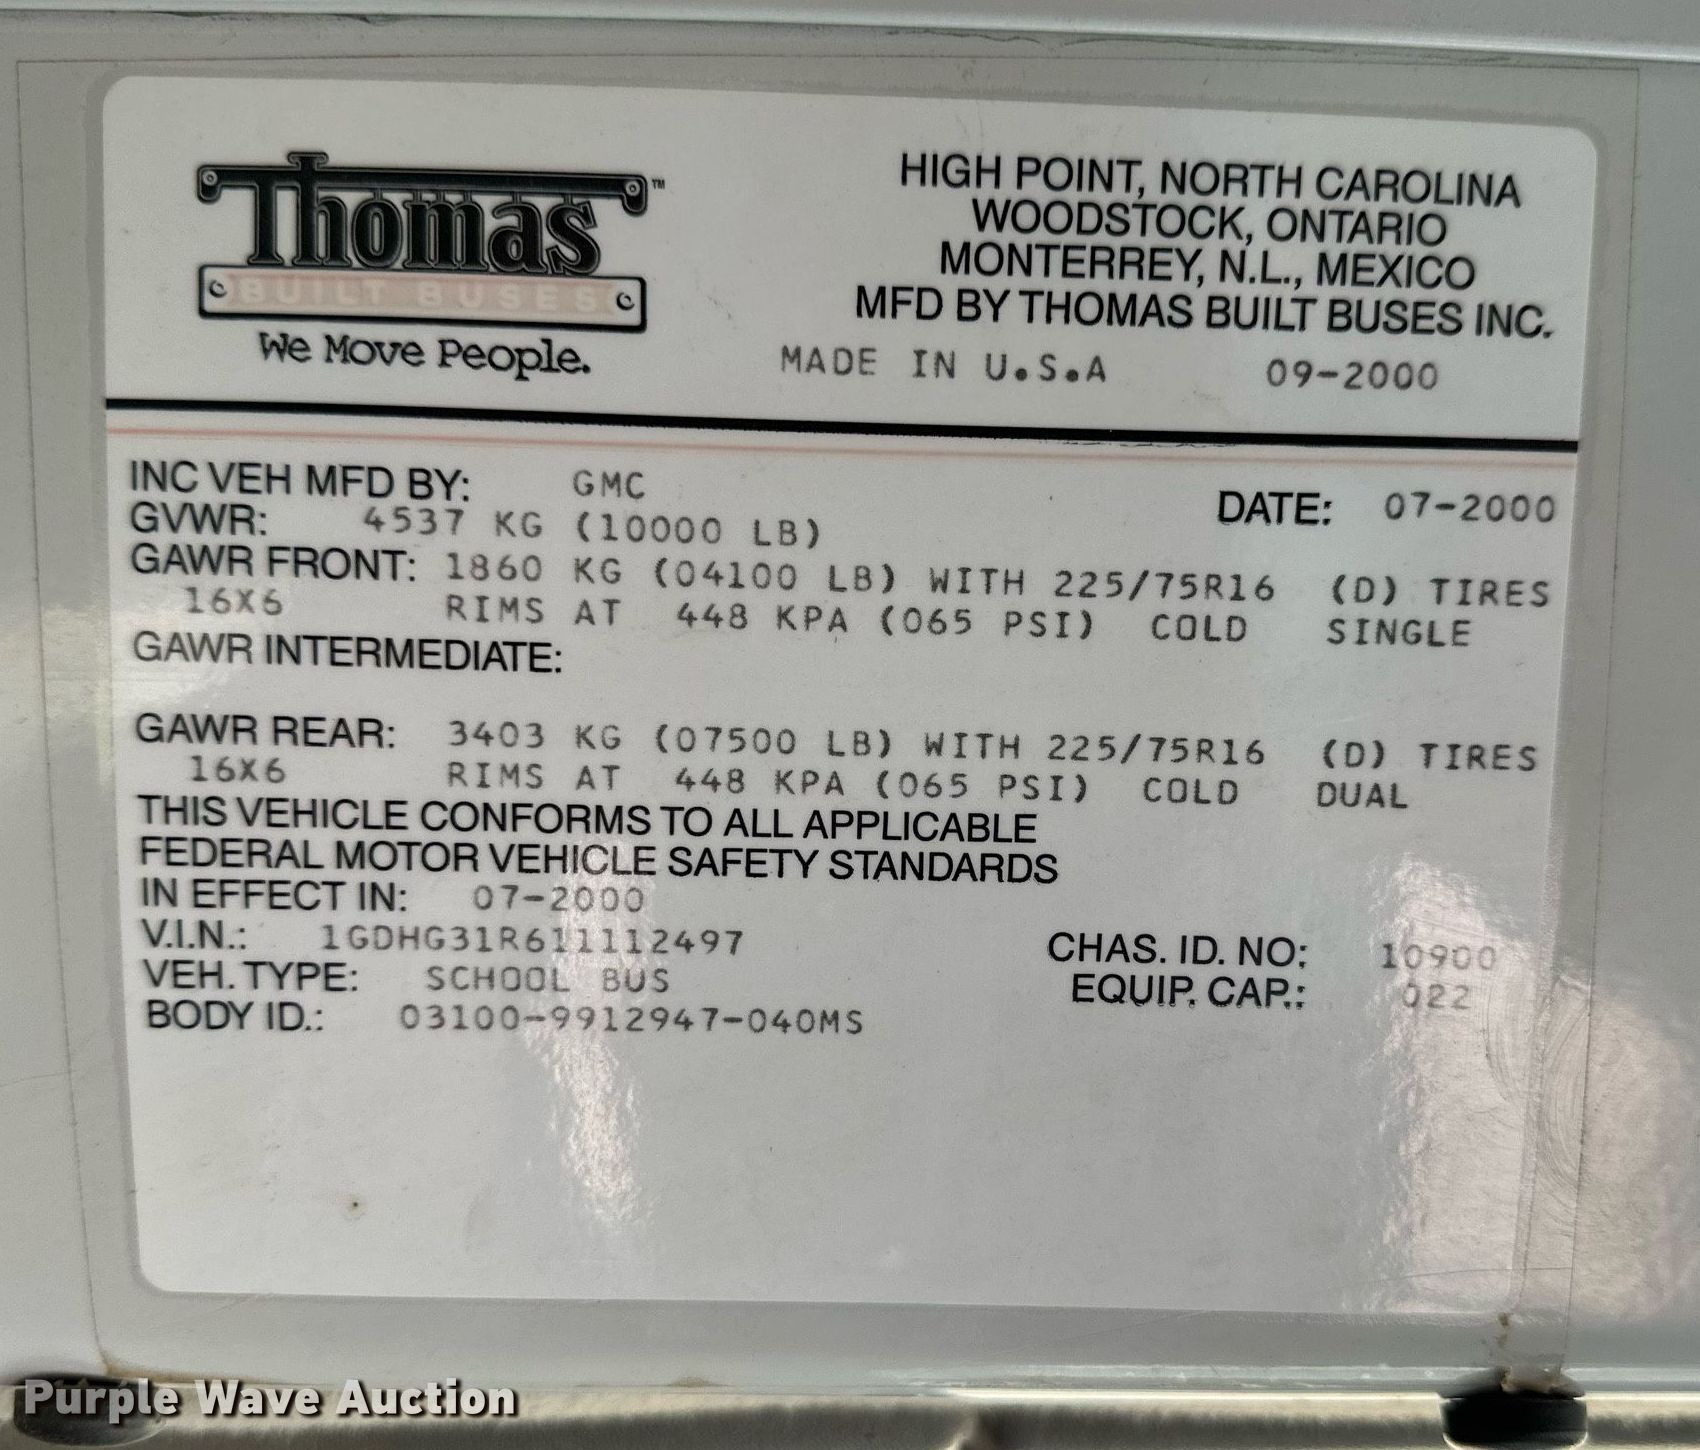 Thomas™
BUILT BUSES
We Move People.
HIGH POINT, NORTH CAROLINA
WOODSTOCK, ONTARIO
MONTERREY, N.L., MEXICO
MFD BY THOMAS BUILT BUSES INC.
MADE IN U.S.A 09-2000
INC VEH MFD BY: GMC DATE: 07-2000
GVWR: 4537 KG (10000 LB)
GAWR FRONT: 1860 KG (04100 LB) WITH 225/75R16 (D) TIRES
16X6 RIMS AT 448 KPA (065 PSI) COLD SINGLE
GAWR INTERMEDIATE:
GAWR REAR: 3403 KG (07500 LB) WITH 225/75R16 (D) TIRES
16X6 RIMS AT 448 KPA (065 PSI) COLD DUAL
THIS VEHICLE CONFORMS TO ALL APPLICABLE
FEDERAL MOTOR VEHICLE SAFETY STANDARDS
IN EFFECT IN: 07-2000
V.I.N.: 1GDHG31R611112497 CHAS. ID. NO: 10900
VEH. TYPE: SCHOOL BUS EQUIP. CAP.: 022
BODY ID.: 03100-9912947-040MS
Purple Wave Auction